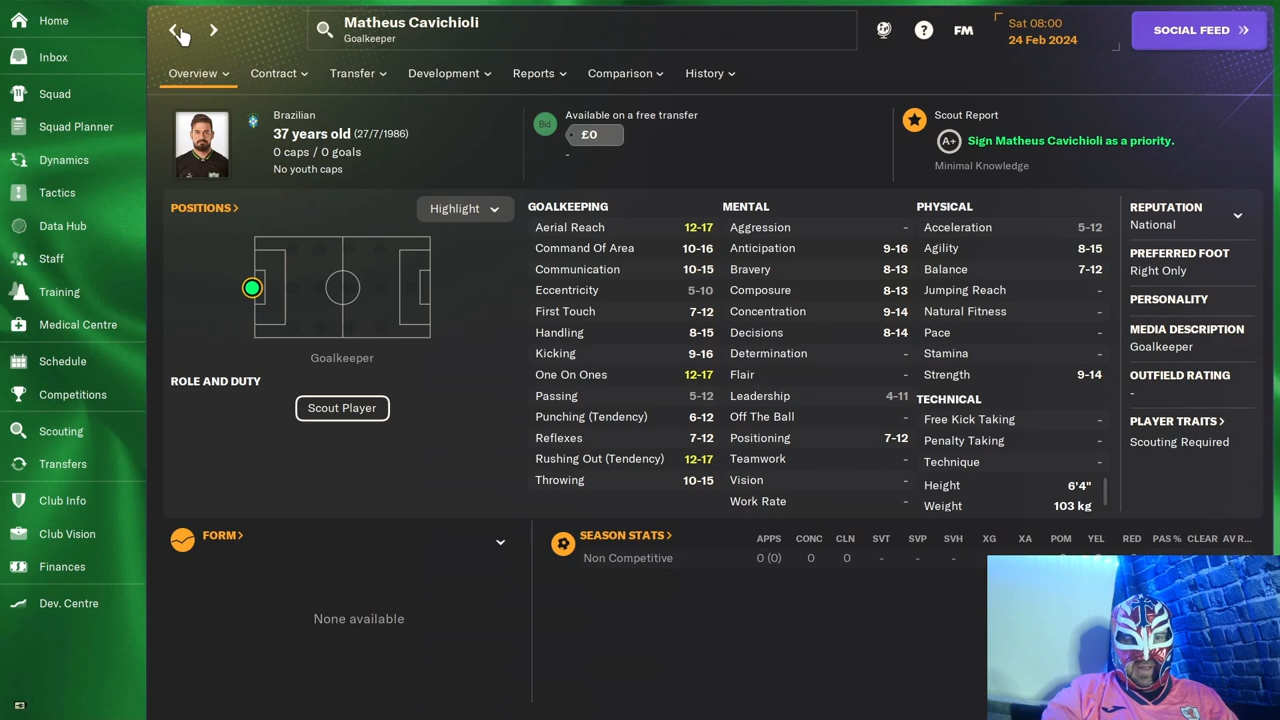 Home
Inbox
Squad
Squad Planner
Dynamics
Tactics
Data Hub
Staff
Training
Medical Centre
Schedule
Competitions
Scouting
Transfers
Club Info
Club Vision
Finances
Dev. Centre
Matheus Cavichioli
Goalkeeper
FM
Sat 08:00
24 Feb 2024
SOCIAL FEED
Overview Contract Transfer Development Reports Comparison History
Brazilian
37 years old (27/7/1986)
0 caps / 0 goals
No youth caps
Bid
Available on a free transfer
£0
-
Scout Report
A+ Sign Matheus Cavichioli as a priority.
Minimal Knowledge
POSITIONS
Highlight
Goalkeeper
ROLE AND DUTY
Scout Player
GOALKEEPING
Aerial Reach 12-17
Command Of Area 10-16
Communication 10-15
Eccentricity 5-10
First Touch 7-12
Handling 8-15
Kicking 9-16
One On Ones 12-17
Passing 5-12
Punching (Tendency) 6-12
Reflexes 7-12
Rushing Out (Tendency) 12-17
Throwing 10-15
MENTAL
Aggression -
Anticipation 9-16
Bravery 8-13
Composure 8-13
Concentration 9-14
Decisions 8-14
Determination -
Flair -
Leadership 4-11
Off The Ball -
Positioning 7-12
Teamwork -
Vision -
Work Rate -
PHYSICAL
Acceleration 5-12
Agility 8-15
Balance 7-12
Jumping Reach -
Natural Fitness -
Pace -
Stamina -
Strength 9-14
TECHNICAL
Free Kick Taking -
Penalty Taking -
Technique -
Height 6'4"
Weight 103 kg
REPUTATION
National
PREFERRED FOOT
Right Only
PERSONALITY
MEDIA DESCRIPTION
Goalkeeper
OUTFIELD RATING
-
PLAYER TRAITS
Scouting Required
FORM
None available
SEASON STATS APPS CONC CLN SVT SVP SVH XG XA POM YEL RED PAS % CLEAR AV R...
Non Competitive 0 (0) 0 0 - - -